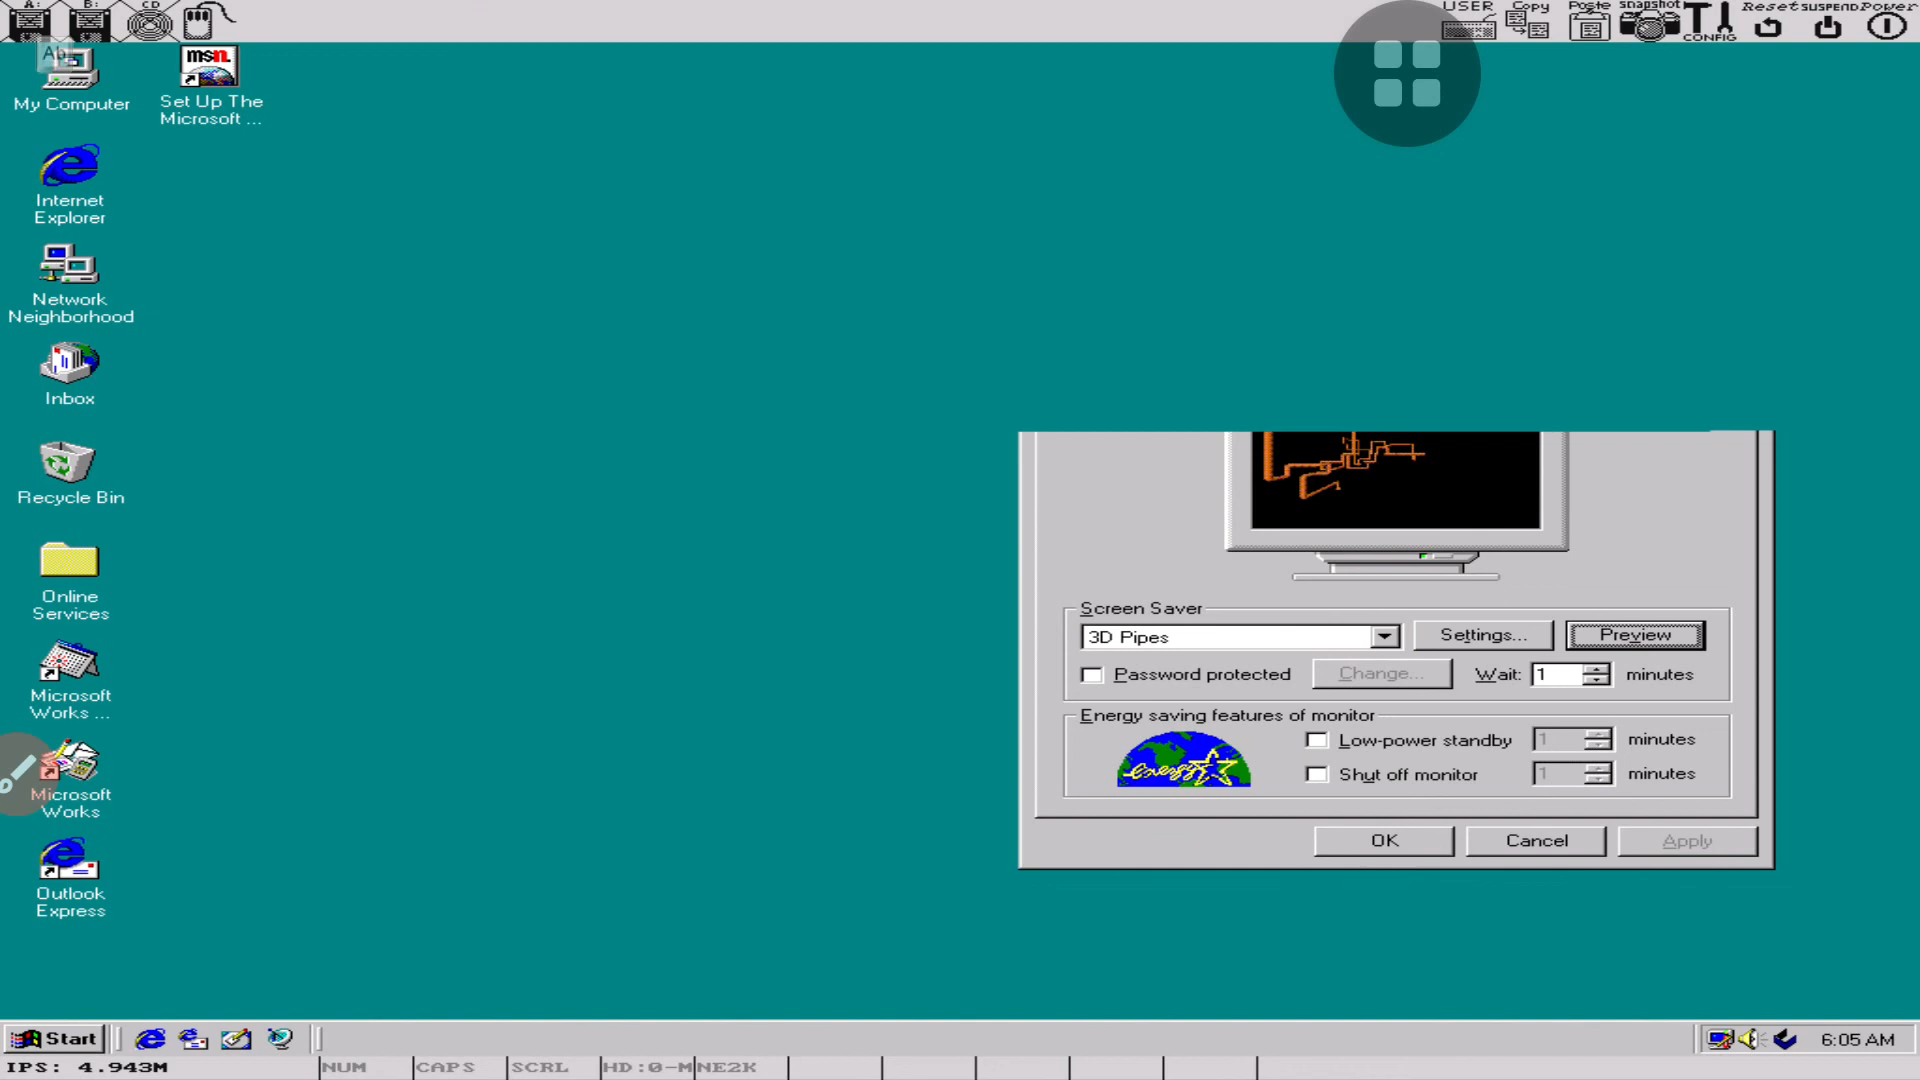 A: B: CD USER Copy Paste snapshot CONFIG Reset SUSPEND Power
Ab
My Computer
msn.
Set Up The
Microsoft ...
Internet
Explorer
Network
Neighborhood
Inbox
Recycle Bin
Online
Services
Microsoft
Works ...
Microsoft
Works
Outlook
Express
Screen Saver
3D Pipes
Settings...
Preview
Password protected
Change...
Wait: 1 minutes
Energy saving features of monitor
energy
Low-power standby 1 minutes
Shut off monitor 1 minutes
OK
Cancel
Apply
Start
6:05 AM
IPS: 4.943M NUM CAPS SCRL HD:0-M NE2K